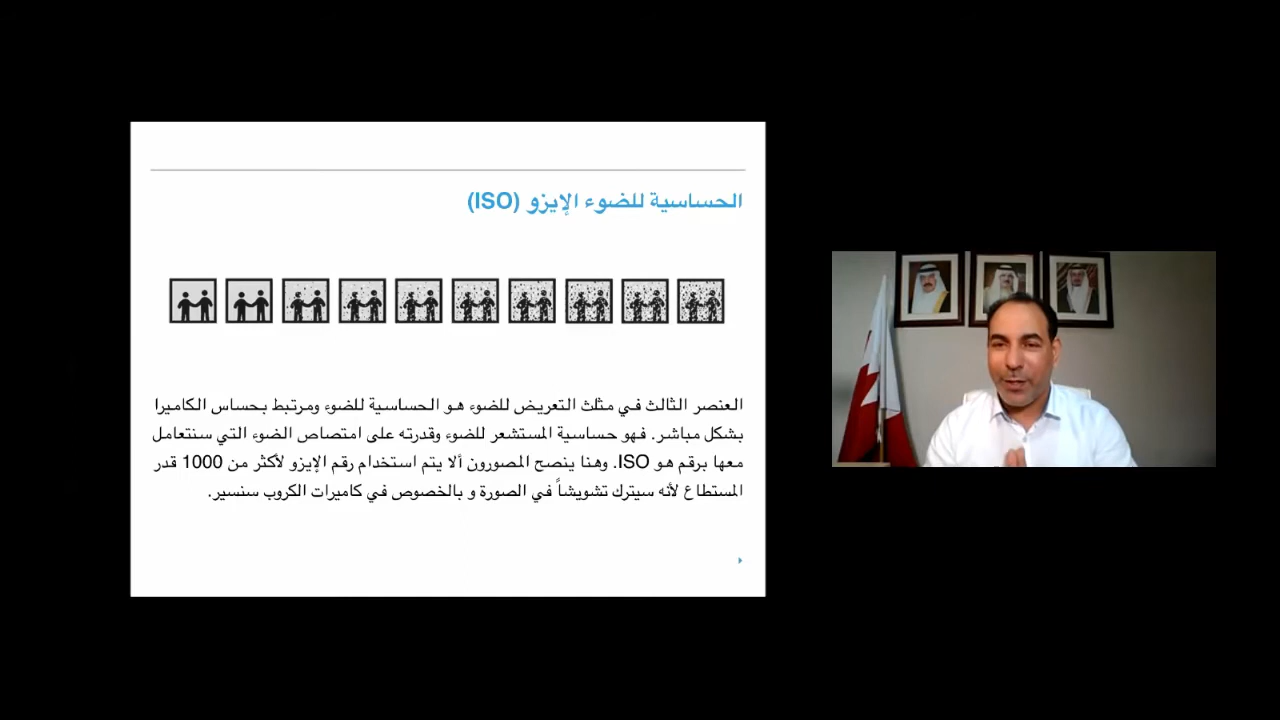 الحساسية للضوء الإيزو (ISO)
العنصر الثالث في مثلث التعريض للضوء هو الحساسية للضوء ومرتبط بحساس الكاميرا
بشكل مباشر. فهو حساسية المستشعر للضوء وقدرته على امتصاص الضوء التي سنتعامل
معها برقم هو ISO. وهنا ينصح المصورون ألا يتم استخدام رقم الإيزو لأكثر من 1000 قدر
المستطاع لأنه سيترك تشويشاً في الصورة و بالخصوص في كاميرات الكروب سنسير.